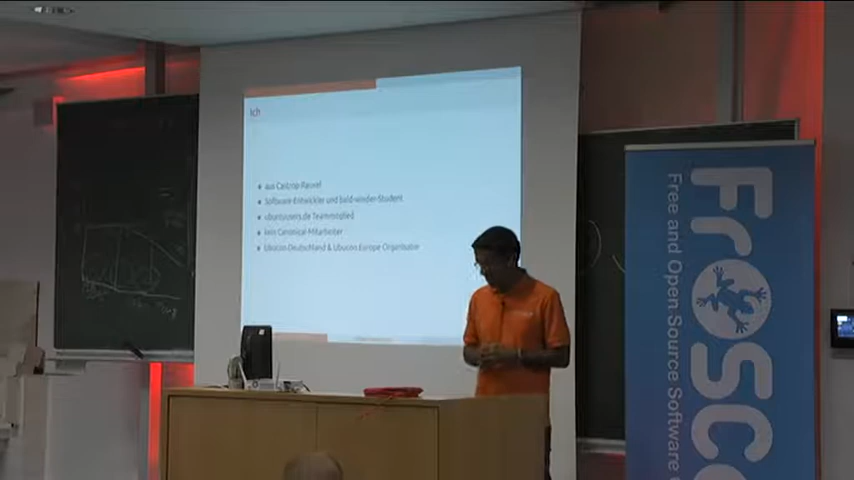 Ich
aus Castrop-Rauxel
Software-Entwickler und bald-wieder-Student
ubuntuusers.de Teammitglied
kein Canonical Mitarbeiter
Ubucon Deutschland & Ubucon Europe Organisator
Free and Open Source Software
FrOSCo